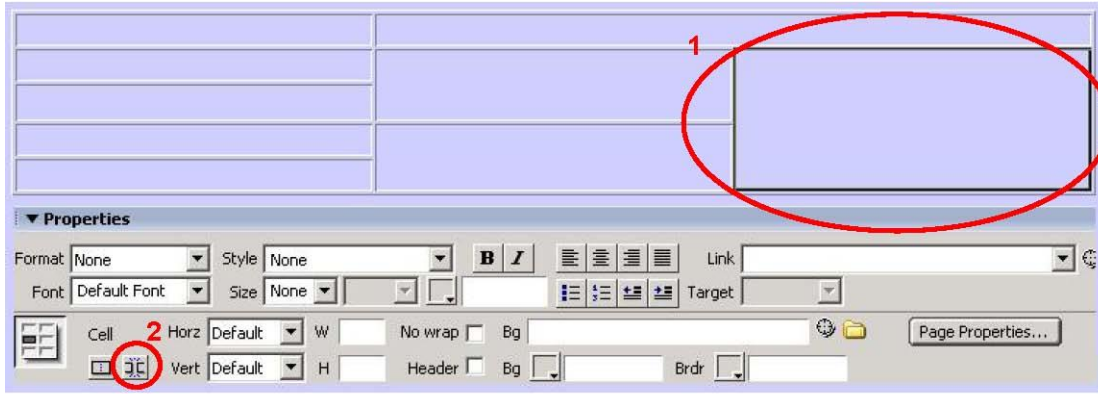 1
▼ Properties
Format None Style None B I Link
Font Default Font Size None Target
Cell 2 Horz Default W No wrap Bg Page Properties...
Vert Default H Header Bg Brdr